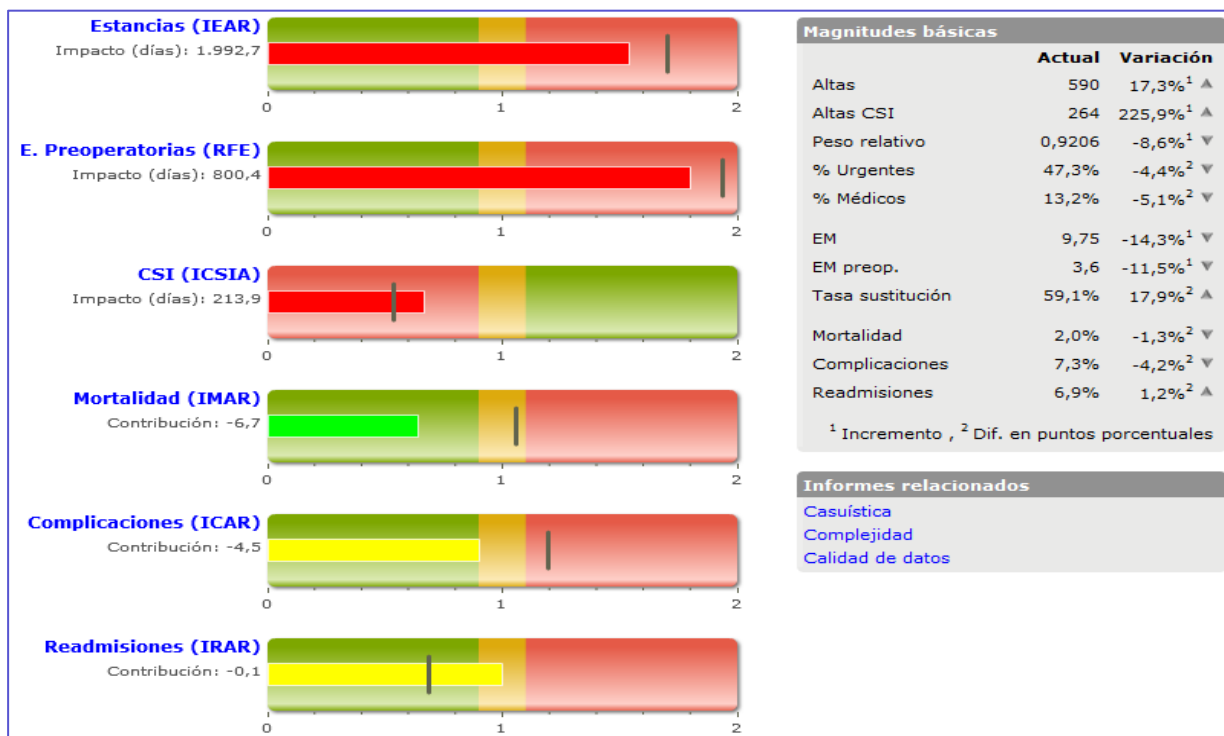 Estancias (IEAR)
Impacto (días): 1.992,7
0 1 2
E. Preoperatorias (RFE)
Impacto (días): 800,4
0 1 2
CSI (ICSIA)
Impacto (días): 213,9
0 1 2
Mortalidad (IMAR)
Contribución: -6,7
0 1 2
Complicaciones (ICAR)
Contribución: -4,5
0 1 2
Readmisiones (IRAR)
Contribución: -0,1
0 1 2
Magnitudes básicas
Actual Variación
Altas 590 17,3%¹ ▲
Altas CSI 264 225,9%¹ ▲
Peso relativo 0,9206 -8,6%¹ ▼
% Urgentes 47,3% -4,4%² ▼
% Médicos 13,2% -5,1%² ▼
EM 9,75 -14,3%¹ ▼
EM preop. 3,6 -11,5%¹ ▼
Tasa sustitución 59,1% 17,9%² ▲
Mortalidad 2,0% -1,3%² ▼
Complicaciones 7,3% -4,2%² ▼
Readmisiones 6,9% 1,2%² ▲
¹ Incremento , ² Dif. en puntos porcentuales
Informes relacionados
Casuística
Complejidad
Calidad de datos